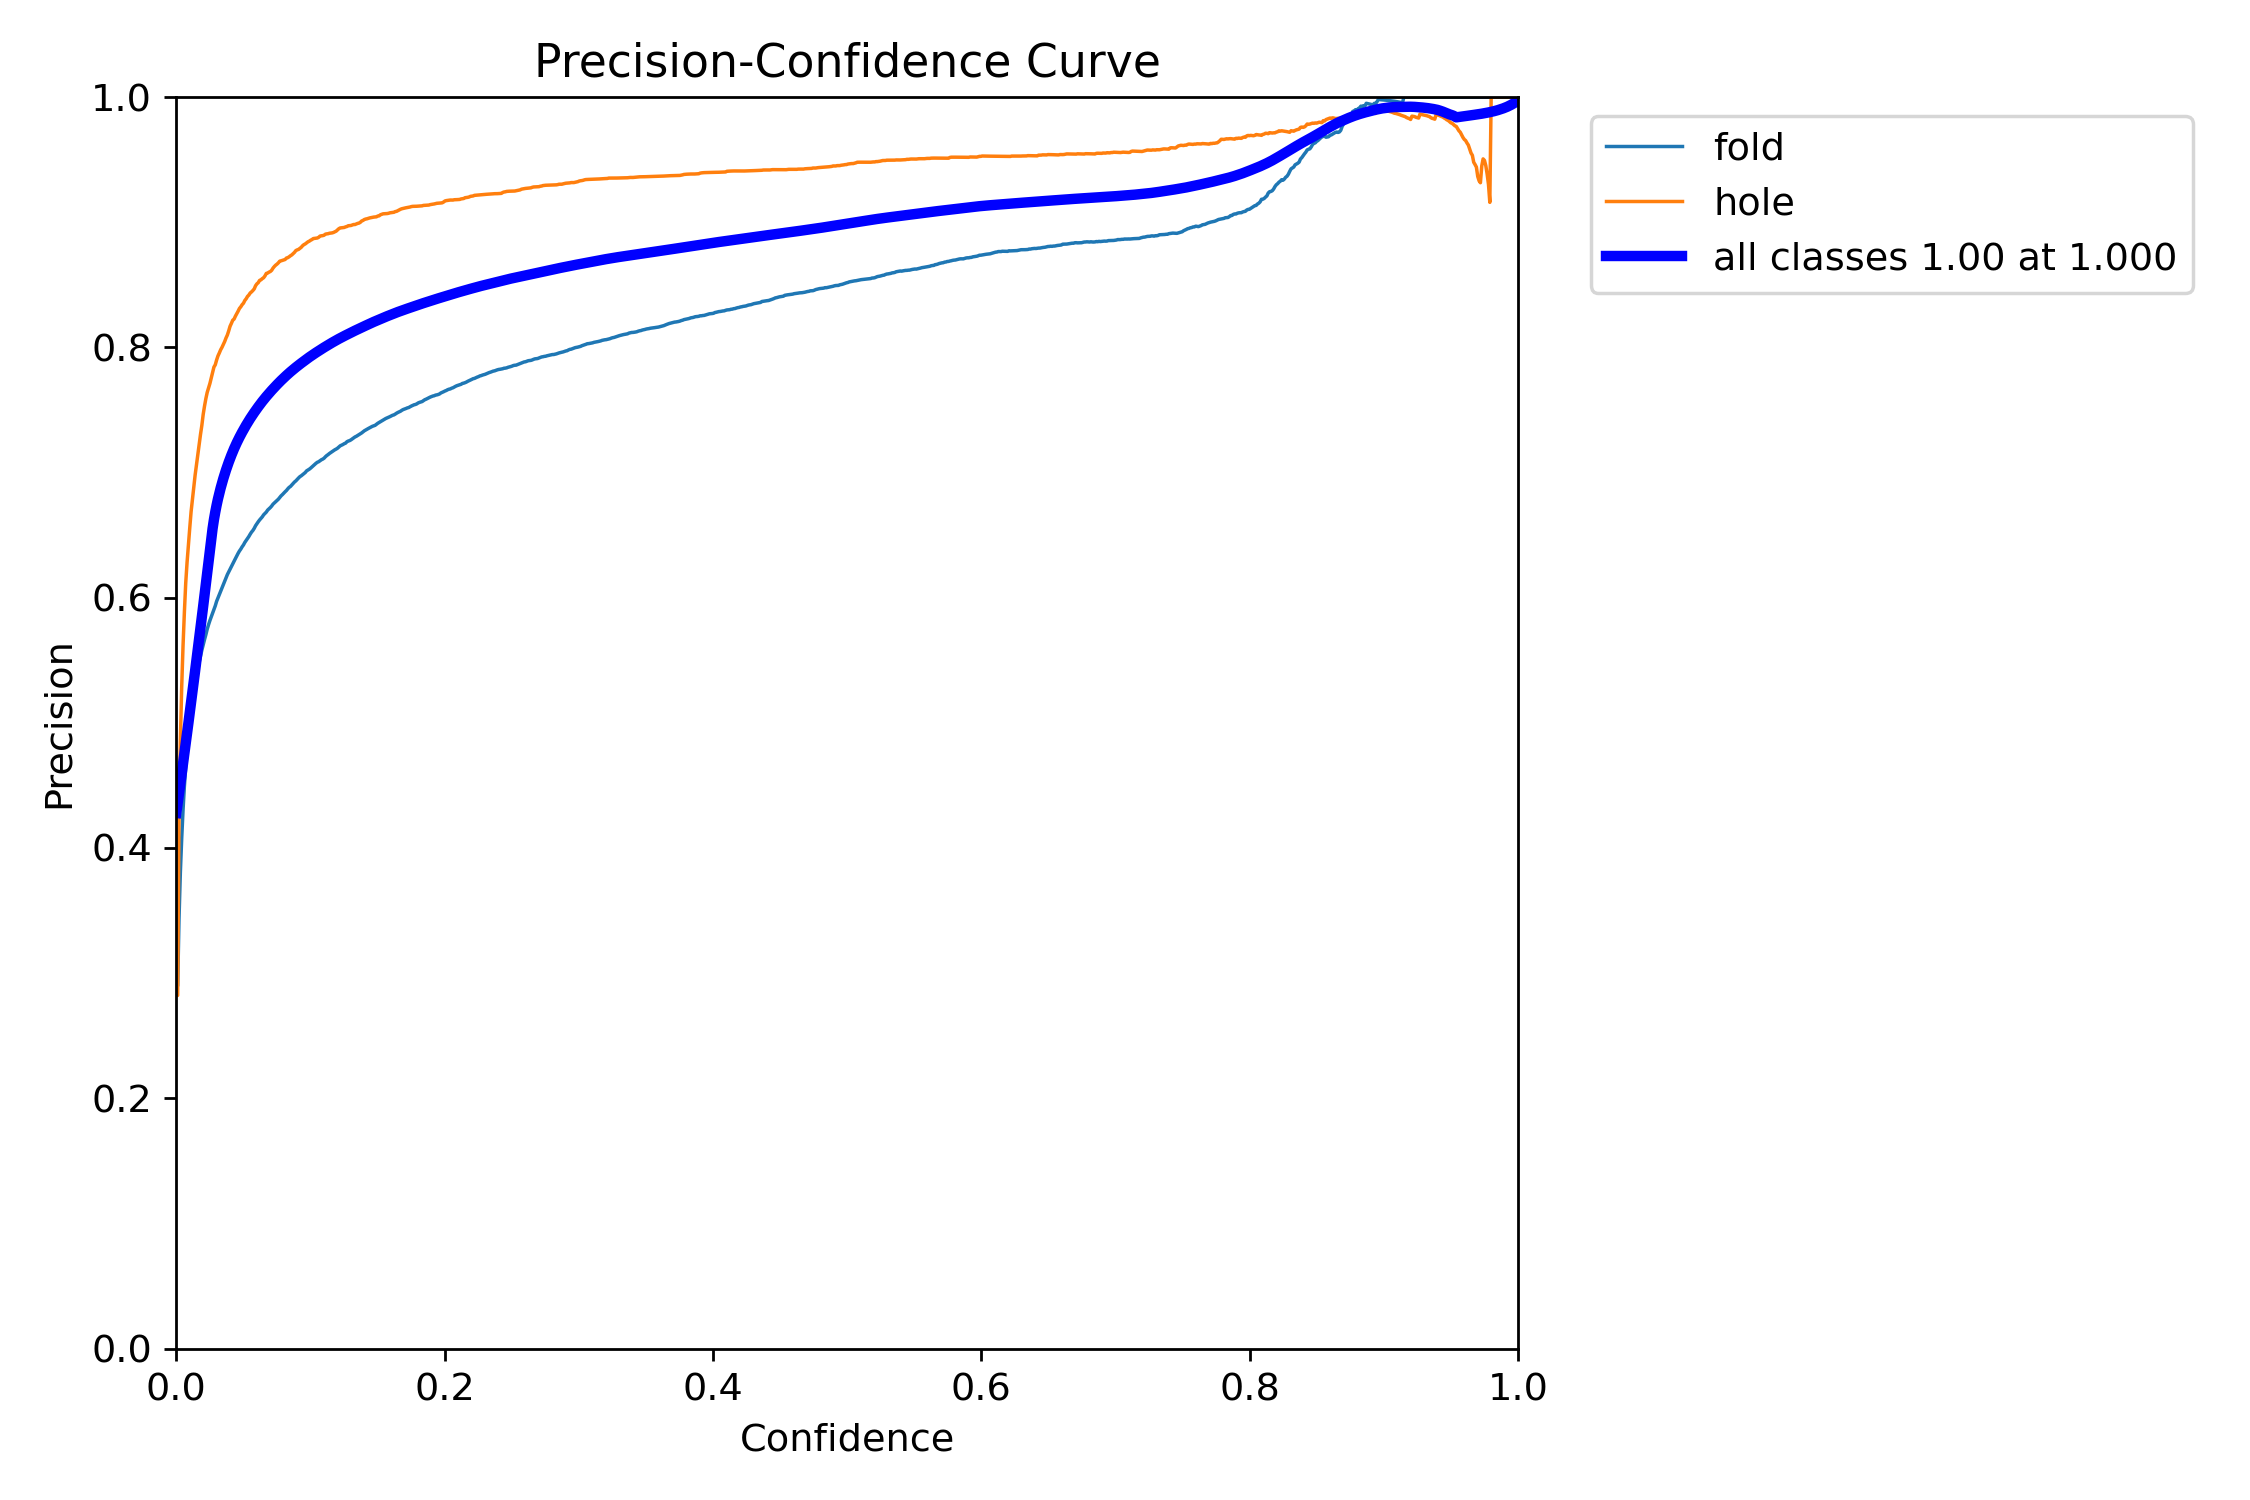 Precision-Confidence Curve
1.0
0.8
0.6
0.4
0.2
0.0
Precision
0.0 0.2 0.4 0.6 0.8 1.0
Confidence
fold
hole
all classes 1.00 at 1.000